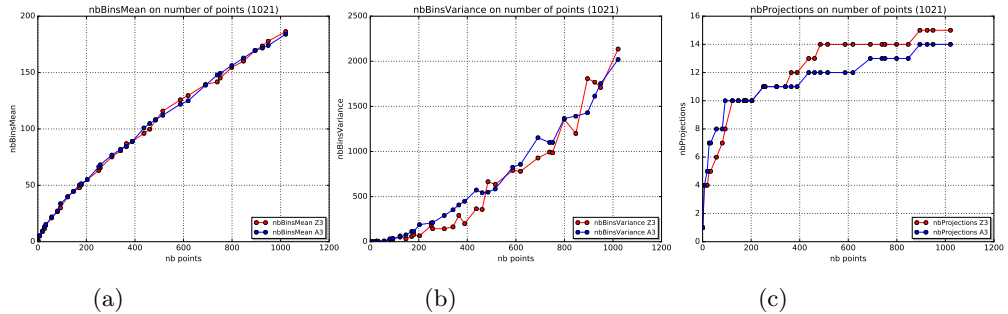 nbBinsMean on number of points (1021)
200
150
100
50
0
0
200
400
600
800
1000
1200
nbBinsMean
nb points
nbBinsMean Z3
nbBinsMean A3
(a)
nbBinsVariance on number of points (1021)
2500
2000
1500
1000
500
0
0
200
400
600
800
1000
1200
nbBinsVariance
nb points
nbBinsVariance Z3
nbBinsVariance A3
(b)
nbProjections on number of points (1021)
16
14
12
10
8
6
4
2
0
0
200
400
600
800
1000
1200
nbProjections
nb points
nbProjections Z3
nbProjections A3
(c)